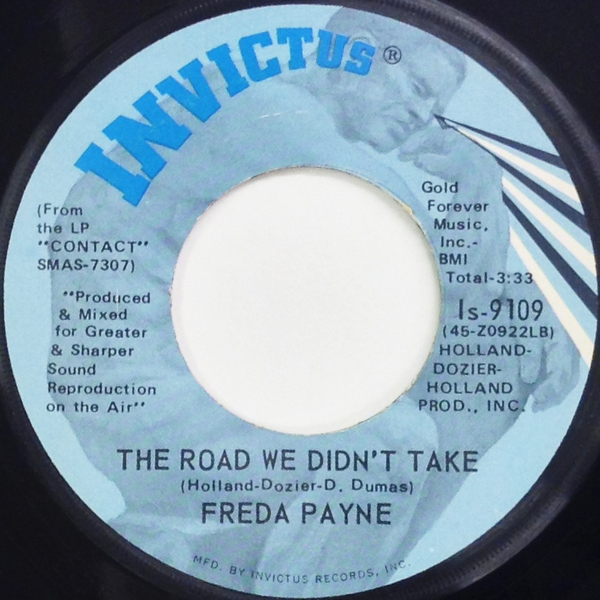 INVICTUS®
(From
the LP
"CONTACT"
SMAS-7307)
"Produced
& Mixed
for Greater
& Sharper
Sound
Reproduction
on the Air"
Gold
Forever
Music,
Inc.-
BMI
Total-3:33
Is-9109
(45-Z0922LB)
HOLLAND-
DOZIER-
HOLLAND
PROD., INC.
THE ROAD WE DIDN'T TAKE
(Holland-Dozier-D. Dumas)
FREDA PAYNE
MFD. BY INVICTUS RECORDS, INC.